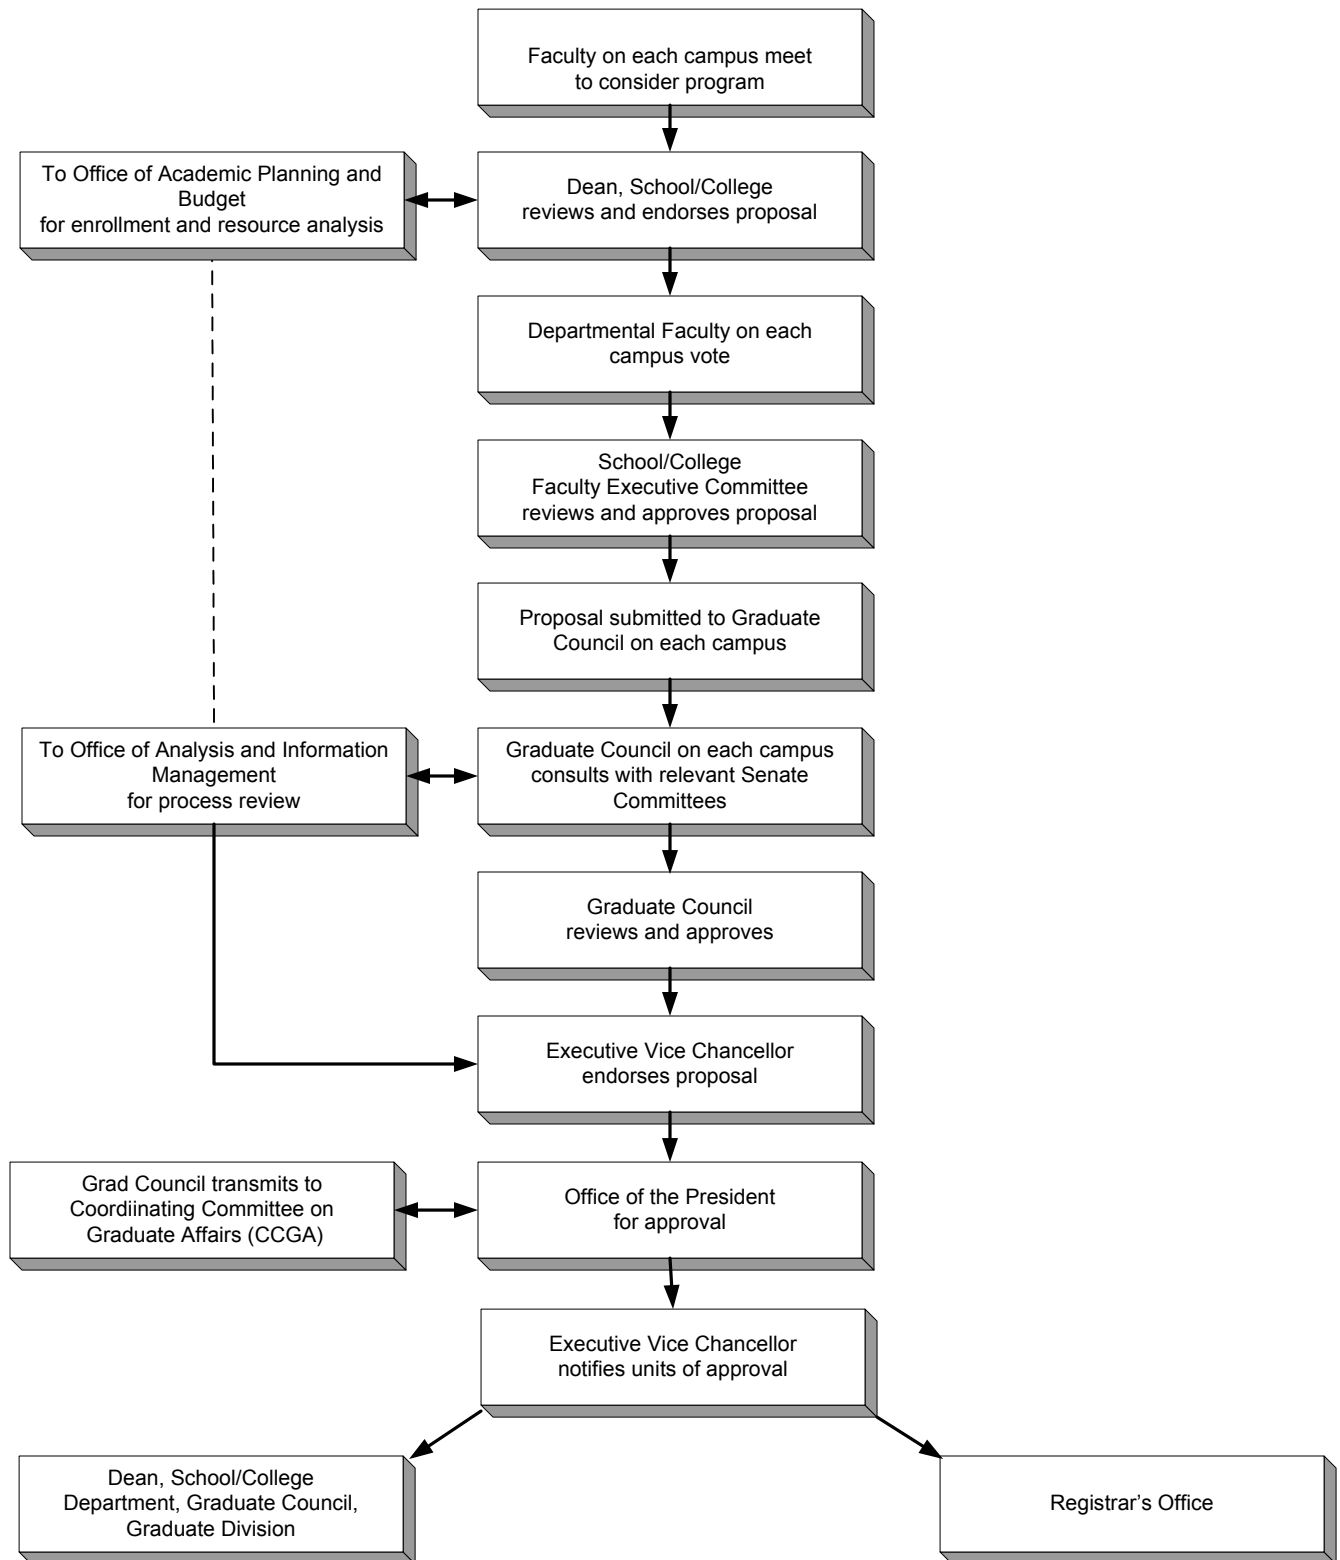 Faculty on each campus meet
to consider program
To Office of Academic Planning and
Budget
for enrollment and resource analysis
Dean, School/College
reviews and endorses proposal
Departmental Faculty on each
campus vote
School/College
Faculty Executive Committee
reviews and approves proposal
Proposal submitted to Graduate
Council on each campus
To Office of Analysis and Information
Management
for process review
Graduate Council on each campus
consults with relevant Senate
Committees
Graduate Council
reviews and approves
Executive Vice Chancellor
endorses proposal
Grad Council transmits to
Coordiinating Committee on
Graduate Affairs (CCGA)
Office of the President
for approval
Executive Vice Chancellor
notifies units of approval
Dean, School/College
Department, Graduate Council,
Graduate Division
Registrar’s Office